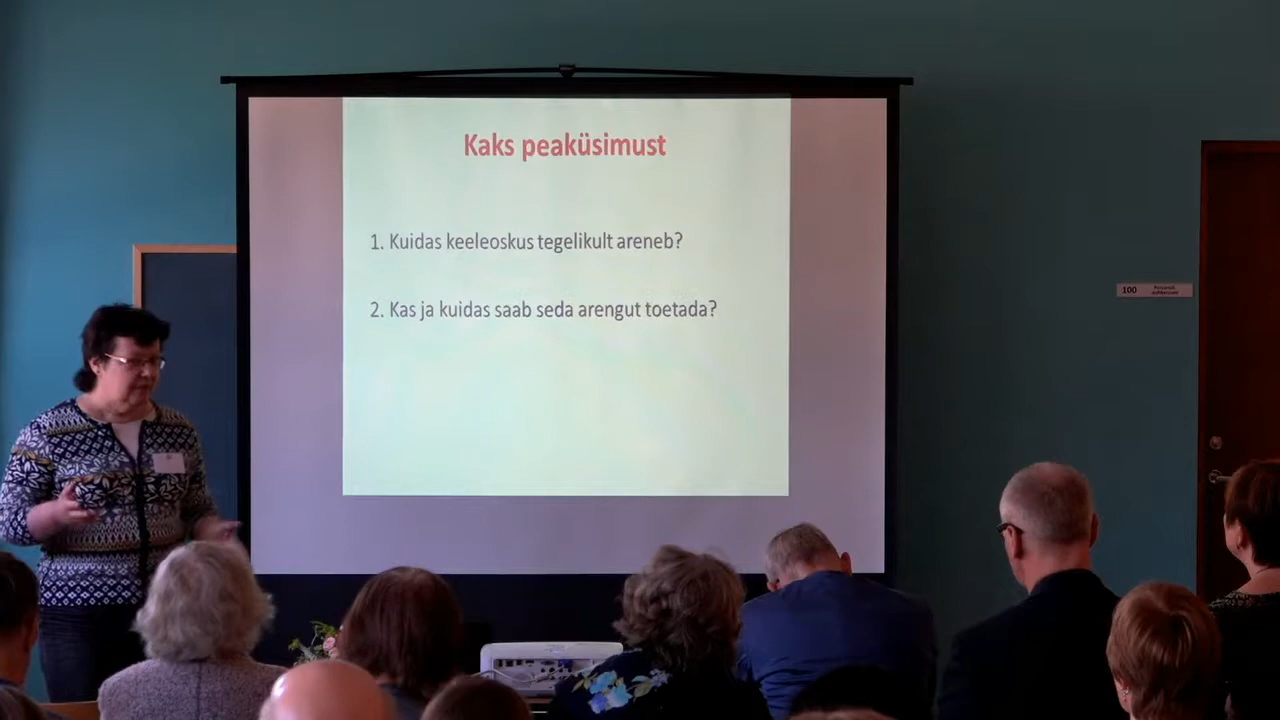 Kaks peaküsimust
1. Kuidas keeleoskus tegelikult areneb?
2. Kas ja kuidas saab seda arengut toetada?
100